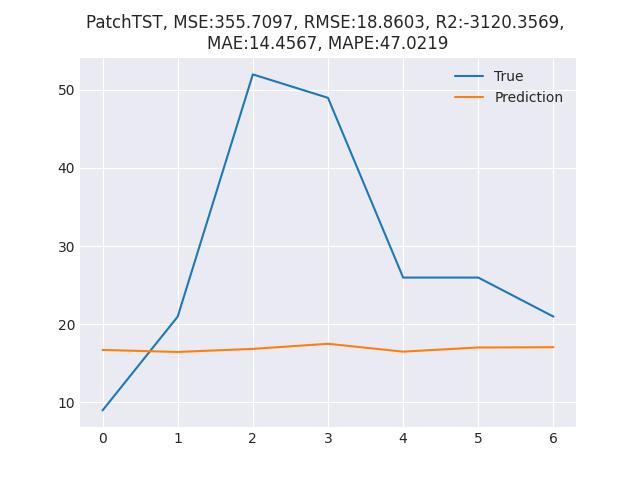 PatchTST, MSE:355.7097, RMSE:18.8603, R2:-3120.3569,
MAE:14.4567, MAPE:47.0219
True
Prediction
50
40
30
20
10
0 1 2 3 4 5 6